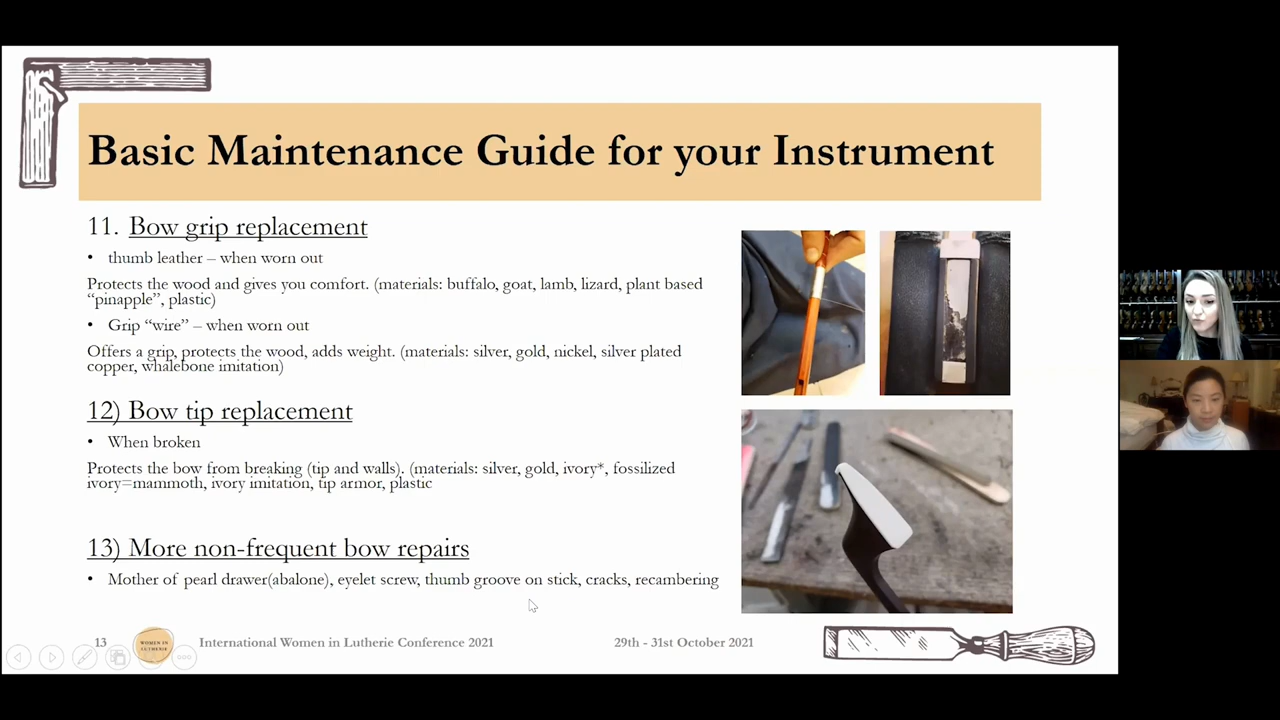 Basic Maintenance Guide for your Instrument
11. Bow grip replacement
• thumb leather – when worn out
Protects the wood and gives you comfort. (materials: buffalo, goat, lamb, lizard, plant based
“pinapple”, plastic)
• Grip “wire” – when worn out
Offers a grip, protects the wood, adds weight. (materials: silver, gold, nickel, silver plated
copper, whalebone imitation)
12) Bow tip replacement
• When broken
Protects the bow from breaking (tip and walls). (materials: silver, gold, ivory*, fossilized
ivory=mammoth, ivory imitation, tip armor, plastic
13) More non-frequent bow repairs
• Mother of pearl drawer(abalone), eyelet screw, thumb groove on stick, cracks, recambering
13
WOMEN IN
LUTHERIE
International Women in Lutherie Conference 2021
29th - 31st October 2021